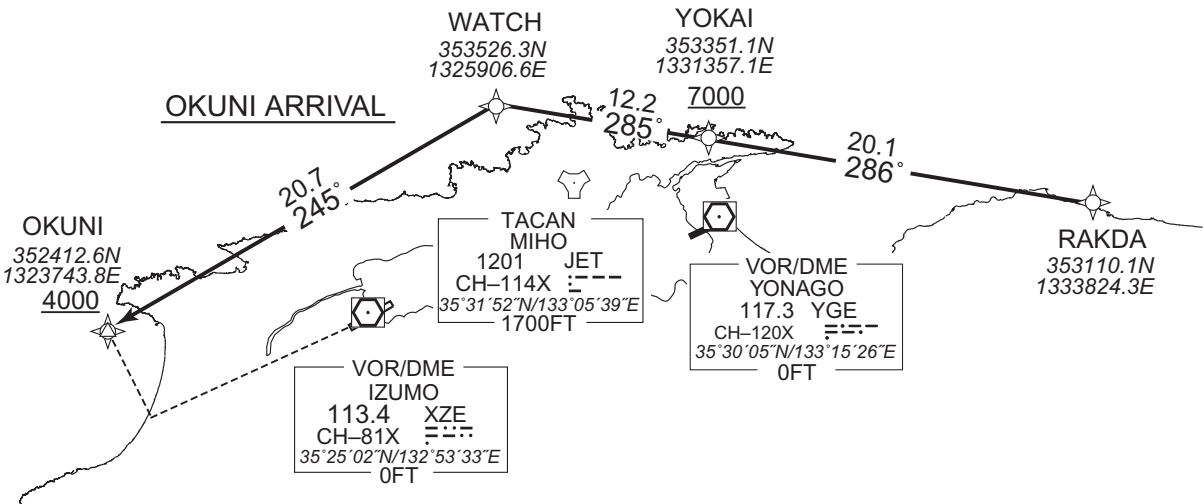 OKUNI ARRIVAL
WATCH
353526.3N
1325906.6E
YOKAI
353351.1N
1331357.1E
7000
12.2
285°
20.1
286°
20.7
245°
OKUNI
352412.6N
1323743.8E
4000
RAKDA
353110.1N
1333824.3E
TACAN
MIHO
1201 JET
CH–114X
35°31´52˝N/133°05´39˝E
1700FT
VOR/DME
YONAGO
117.3 YGE
CH–120X
35°30´05˝N/133°15´26˝E
0FT
VOR/DME
IZUMO
113.4 XZE
CH–81X
35°25´02˝N/132°53´33˝E
0FT